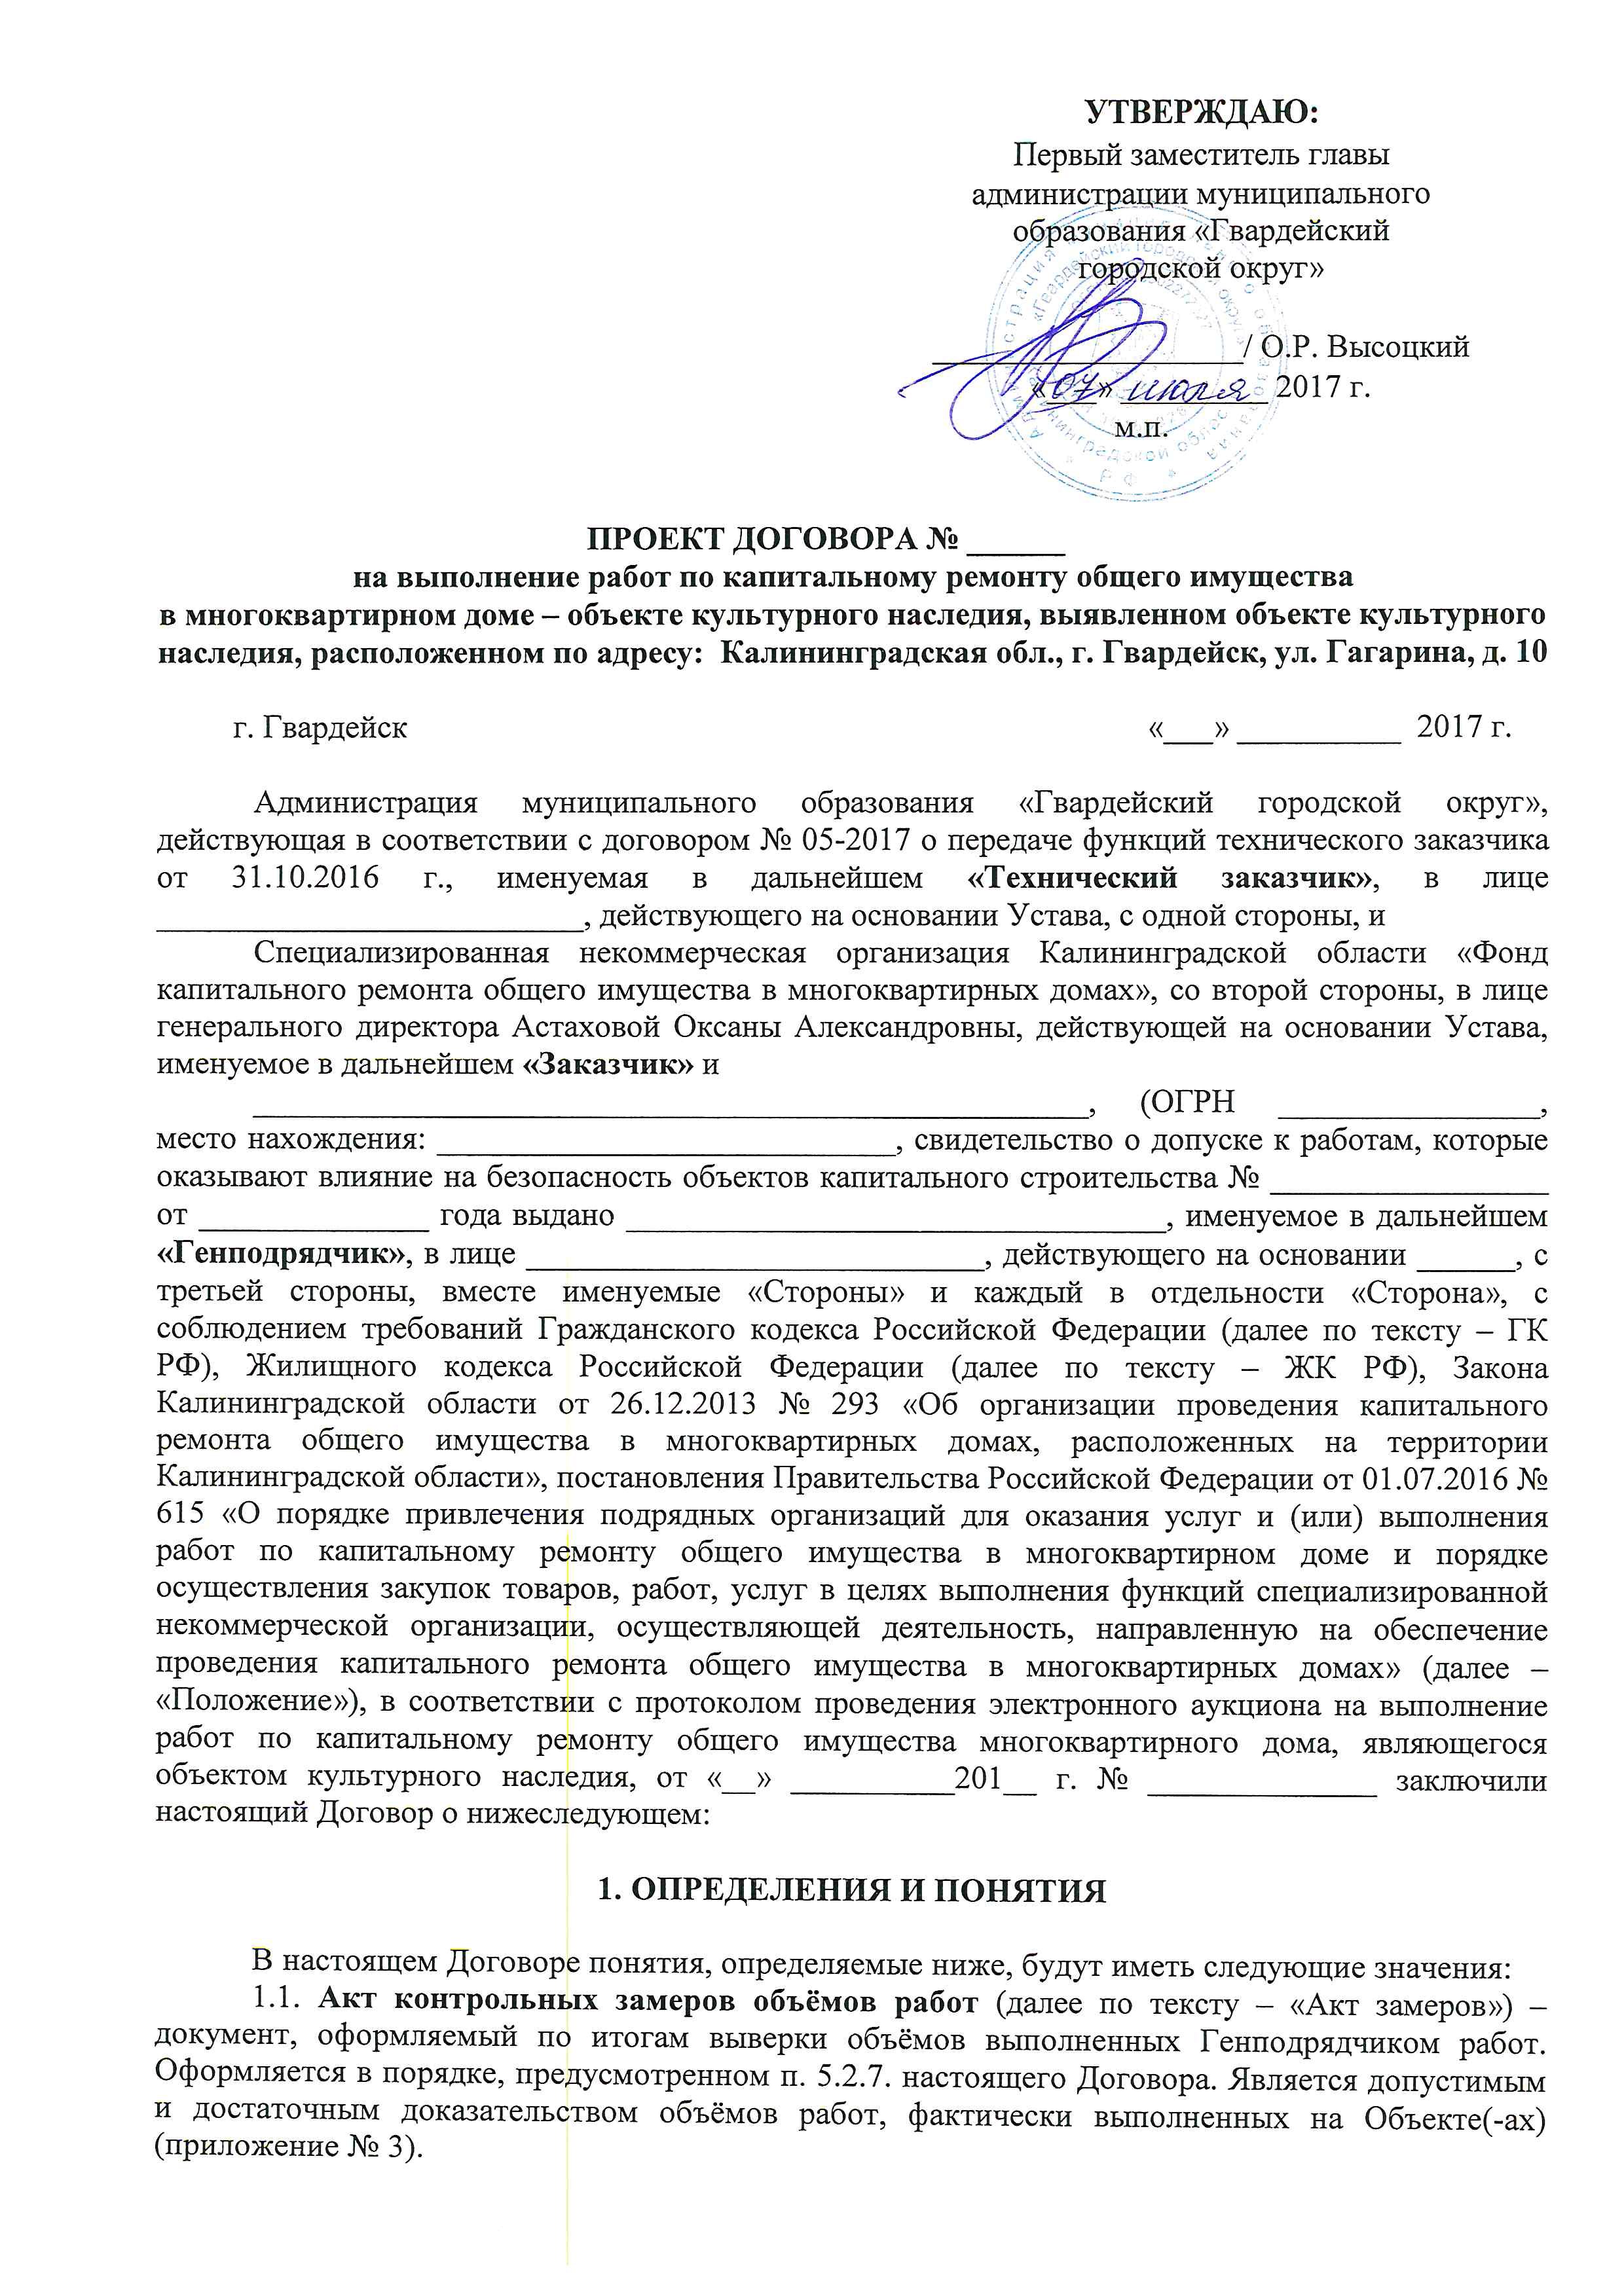 УТВЕРЖДАЮ:
Первый заместитель главы
администрации муниципального
образования «Гвардейский
городской округ»
___________________/ О.Р. Высоцкий
«07» июля 2017 г.
м.п.
ПРОЕКТ ДОГОВОРА № ______
на выполнение работ по капитальному ремонту общего имущества
в многоквартирном доме – объекте культурного наследия, выявленном объекте культурного
наследия, расположенном по адресу: Калининградская обл., г. Гвардейск, ул. Гагарина, д. 10
г. Гвардейск «___» __________ 2017 г.
Администрация муниципального образования «Гвардейский городской округ»,
действующая в соответствии с договором № 05-2017 о передаче функций технического заказчика
от 31.10.2016 г., именуемая в дальнейшем «Технический заказчик», в лице
__________________________, действующего на основании Устава, с одной стороны, и
Специализированная некоммерческая организация Калининградской области «Фонд
капитального ремонта общего имущества в многоквартирных домах», со второй стороны, в лице
генерального директора Астаховой Оксаны Александровны, действующей на основании Устава,
именуемое в дальнейшем «Заказчик» и
___________________________________________________, (ОГРН ________________,
место нахождения: ____________________________, свидетельство о допуске к работам, которые
оказывают влияние на безопасность объектов капитального строительства № _________________
от ______________ года выдано _________________________________, именуемое в дальнейшем
«Генподрядчик», в лице ____________________________, действующего на основании ______, с
третьей стороны, вместе именуемые «Стороны» и каждый в отдельности «Сторона», с
соблюдением требований Гражданского кодекса Российской Федерации (далее по тексту – ГК
РФ), Жилищного кодекса Российской Федерации (далее по тексту – ЖК РФ), Закона
Калининградской области от 26.12.2013 № 293 «Об организации проведения капитального
ремонта общего имущества в многоквартирных домах, расположенных на территории
Калининградской области», постановления Правительства Российской Федерации от 01.07.2016 №
615 «О порядке привлечения подрядных организаций для оказания услуг и (или) выполнения
работ по капитальному ремонту общего имущества в многоквартирном доме и порядке
осуществления закупок товаров, работ, услуг в целях выполнения функций специализированной
некоммерческой организации, осуществляющей деятельность, направленную на обеспечение
проведения капитального ремонта общего имущества в многоквартирных домах» (далее –
«Положение»), в соответствии с протоколом проведения электронного аукциона на выполнение
работ по капитальному ремонту общего имущества многоквартирного дома, являющегося
объектом культурного наследия, от «__» __________201__ г. № ______________ заключили
настоящий Договор о нижеследующем:
1. ОПРЕДЕЛЕНИЯ И ПОНЯТИЯ
В настоящем Договоре понятия, определяемые ниже, будут иметь следующие значения:
1.1. Акт контрольных замеров объёмов работ (далее по тексту – «Акт замеров») –
документ, оформляемый по итогам выверки объёмов выполненных Генподрядчиком работ.
Оформляется в порядке, предусмотренном п. 5.2.7. настоящего Договора. Является допустимым
и достаточным доказательством объёмов работ, фактически выполненных на Объекте(-ах)
(приложение № 3).